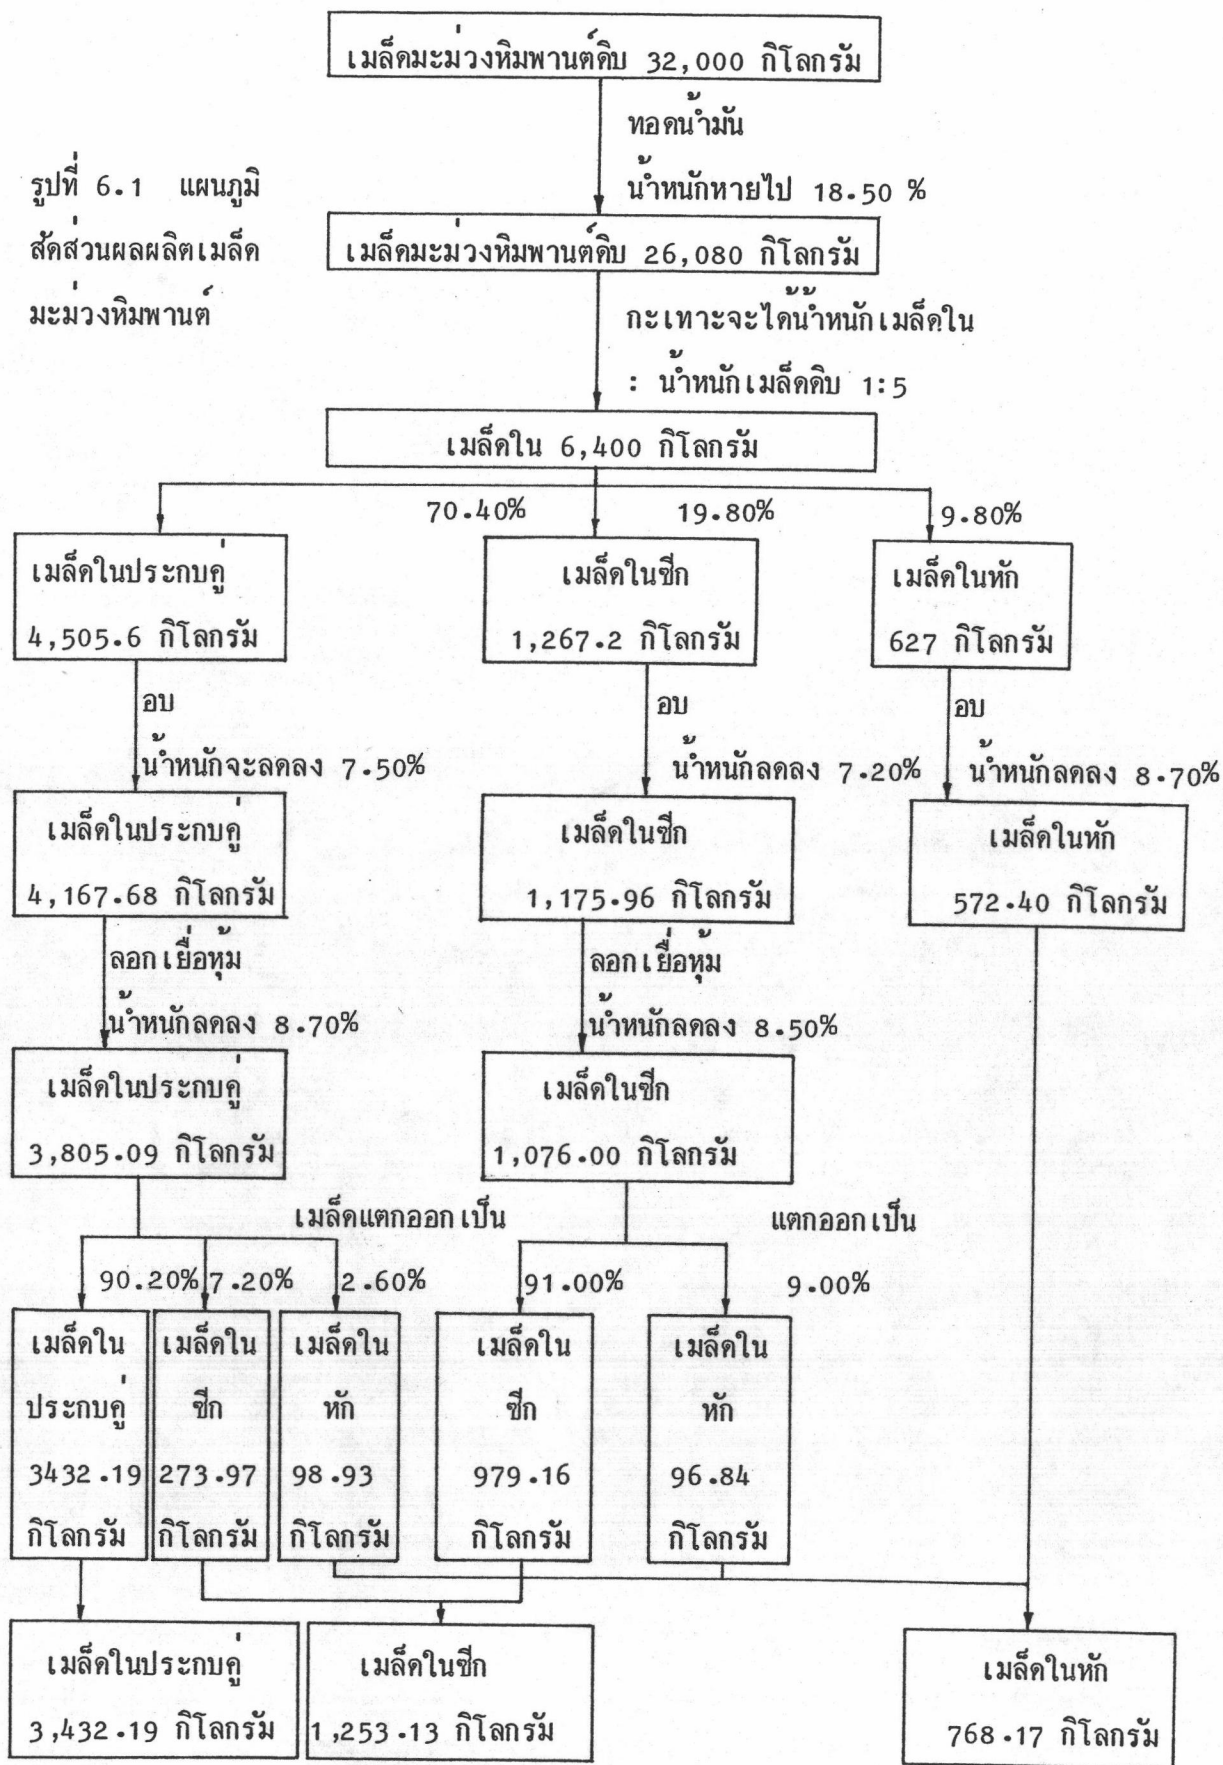 เมล็ดมะม่วงหิมพานต์ดิบ 32,000 กิโลกรัม
ทอดน้ำมัน
น้ำหนักหายไป 18.50 %
รูปที่ 6.1 แผนภูมิ
สัดส่วนผลผลิตเมล็ด
มะม่วงหิมพานต์
เมล็ดมะม่วงหิมพานต์ดิบ 26,080 กิโลกรัม
กะเทาะจะได้น้ำหนักเมล็ดใน
: น้ำหนักเมล็ดดิบ 1:5
เมล็ดใน 6,400 กิโลกรัม
70.40% 19.80% 9.80%
เมล็ดในประกบคู่
4,505.6 กิโลกรัม
เมล็ดในซีก
1,267.2 กิโลกรัม
เมล็ดในหัก
627 กิโลกรัม
อบ
น้ำหนักจะลดลง 7.50%
อบ
น้ำหนักลดลง 7.20%
อบ
น้ำหนักลดลง 8.70%
เมล็ดในประกบคู่
4,167.68 กิโลกรัม
เมล็ดในซีก
1,175.96 กิโลกรัม
เมล็ดในหัก
572.40 กิโลกรัม
ลอกเยื่อหุ้ม
น้ำหนักลดลง 8.70%
ลอกเยื่อหุ้ม
น้ำหนักลดลง 8.50%
เมล็ดในประกบคู่
3,805.09 กิโลกรัม
เมล็ดในซีก
1,076.00 กิโลกรัม
เมล็ดแตกออกเป็น
แตกออกเป็น
90.20% 7.20% 2.60% 91.00% 9.00%
เมล็ดใน
ประกบคู่
3432.19
กิโลกรัม
เมล็ดใน
ซีก
273.97
กิโลกรัม
เมล็ดใน
หัก
98.93
กิโลกรัม
เมล็ดใน
ซีก
979.16
กิโลกรัม
เมล็ดใน
หัก
96.84
กิโลกรัม
เมล็ดในประกบคู่
3,432.19 กิโลกรัม
เมล็ดในซีก
1,253.13 กิโลกรัม
เมล็ดในหัก
768.17 กิโลกรัม